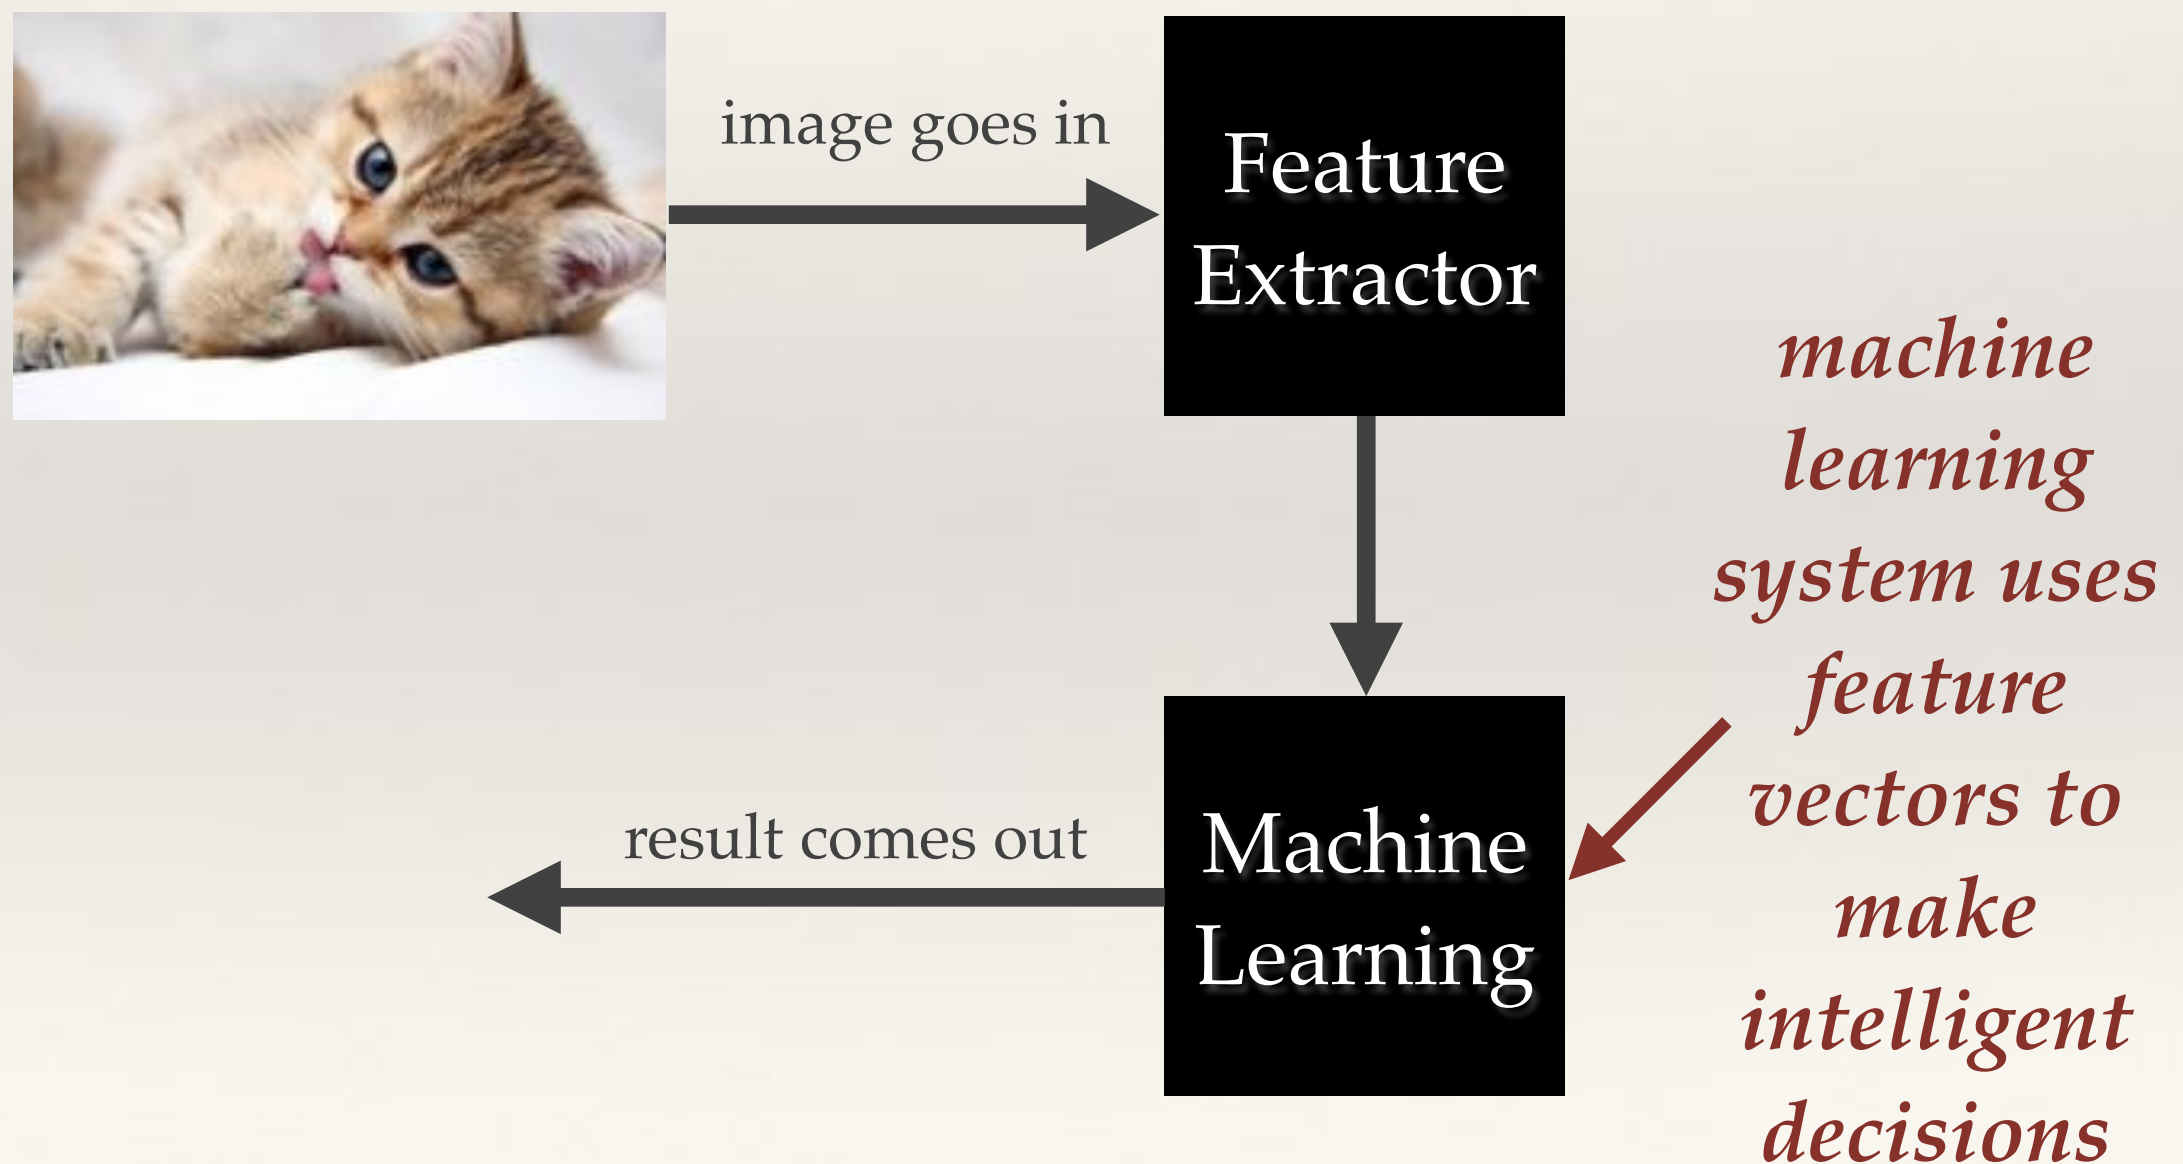 image goes in
Feature
Extractor
machine
learning
system uses
feature
vectors to
make
intelligent
decisions
result comes out
Machine
Learning